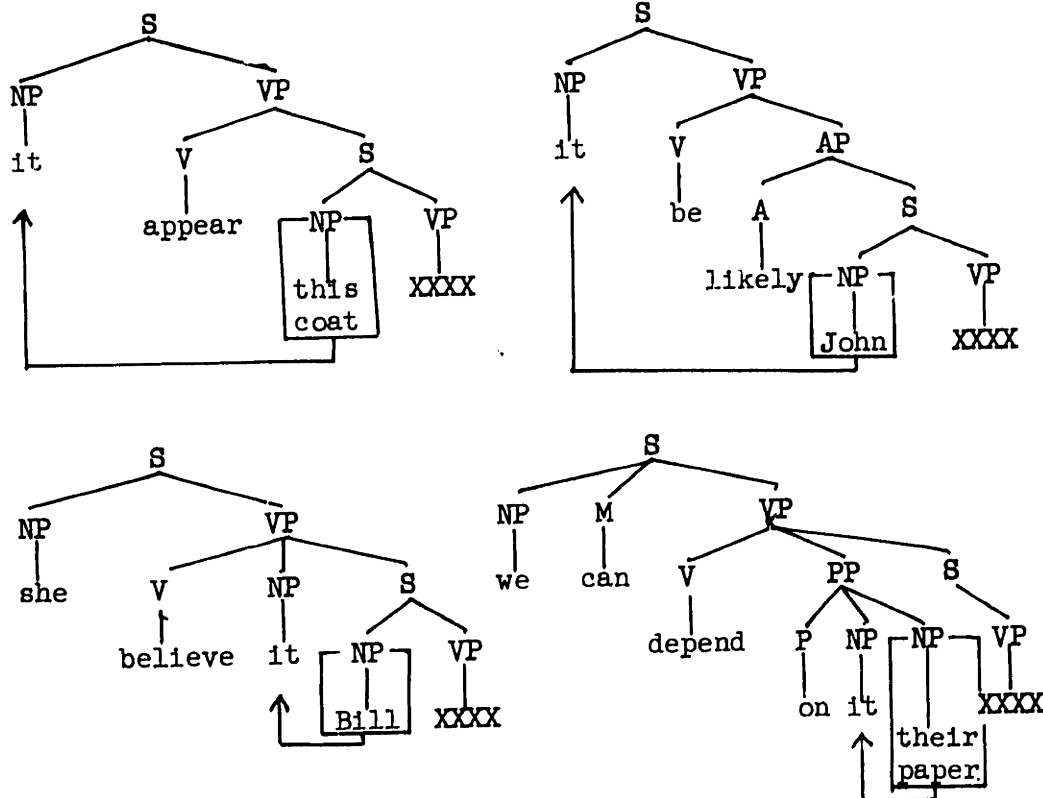 S S
NP VP NP VP
it V S it V AP
appear NP VP be A S
this coat XXXX likely NP VP
John XXXX
S S
NP VP NP M VP
she V NP S we can V PP S
believe it NP VP depend P NP NP VP
Bill XXXX on it their paper XXXX